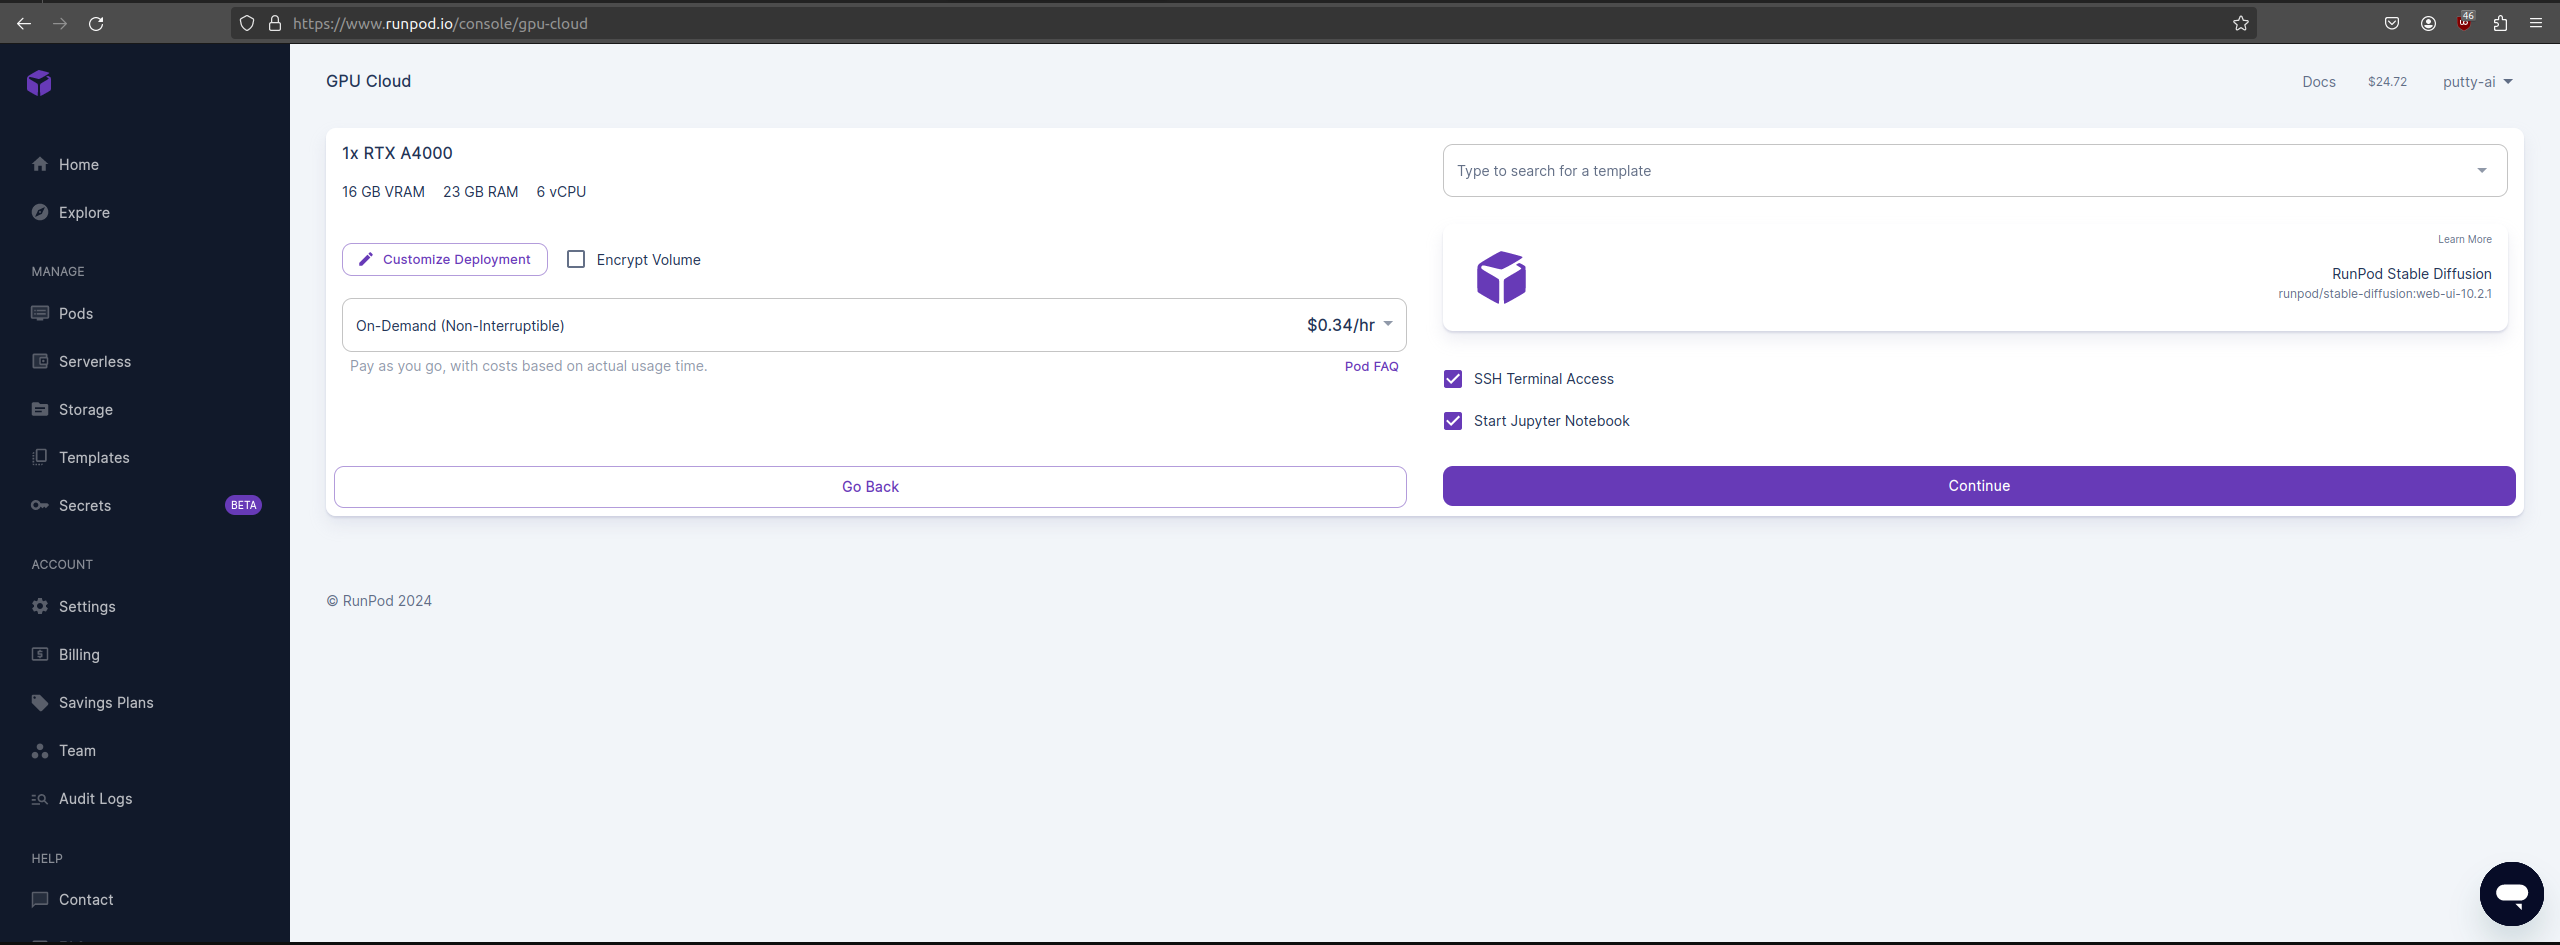 https://www.runpod.io/console/gpu-cloud
46
GPU Cloud
Docs
$24.72
putty-ai
Home
Explore
MANAGE
Pods
Serverless
Storage
Templates
Secrets
BETA
ACCOUNT
Settings
Billing
Savings Plans
Team
Audit Logs
HELP
Contact
1x RTX A4000
16 GB VRAM 23 GB RAM 6 vCPU
Customize Deployment
Encrypt Volume
On-Demand (Non-Interruptible)
$0.34/hr
Pay as you go, with costs based on actual usage time.
Pod FAQ
Go Back
Type to search for a template
Learn More
RunPod Stable Diffusion
runpod/stable-diffusion:web-ui-10.2.1
SSH Terminal Access
Start Jupyter Notebook
Continue
© RunPod 2024